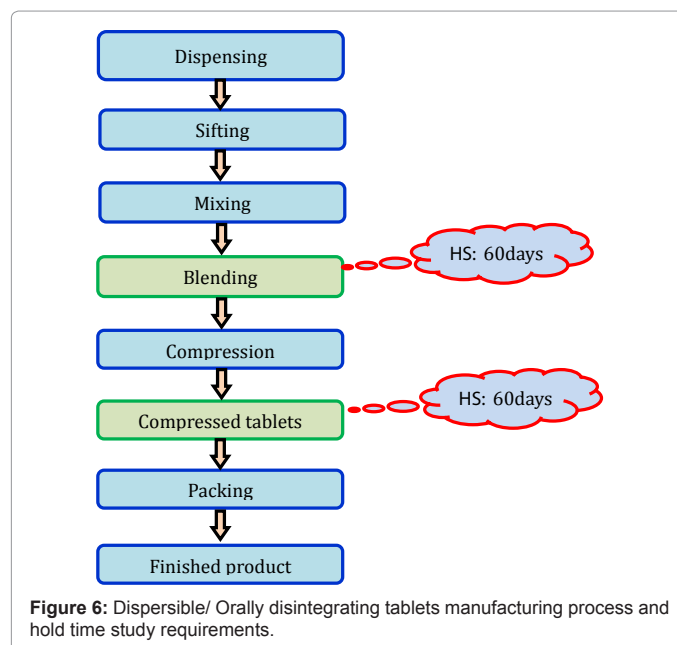 Dispensing
Sifting
Mixing
Blending
HS: 60days
Compression
Compressed tablets
HS: 60days
Packing
Finished product
Figure 6: Dispersible/ Orally disintegrating tablets manufacturing process and
hold time study requirements.